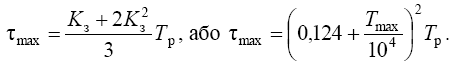 τmax = (Kз + 2Kз²)/3 Tр, або τmax = (0,124 + Tmax/10⁴)² Tр.